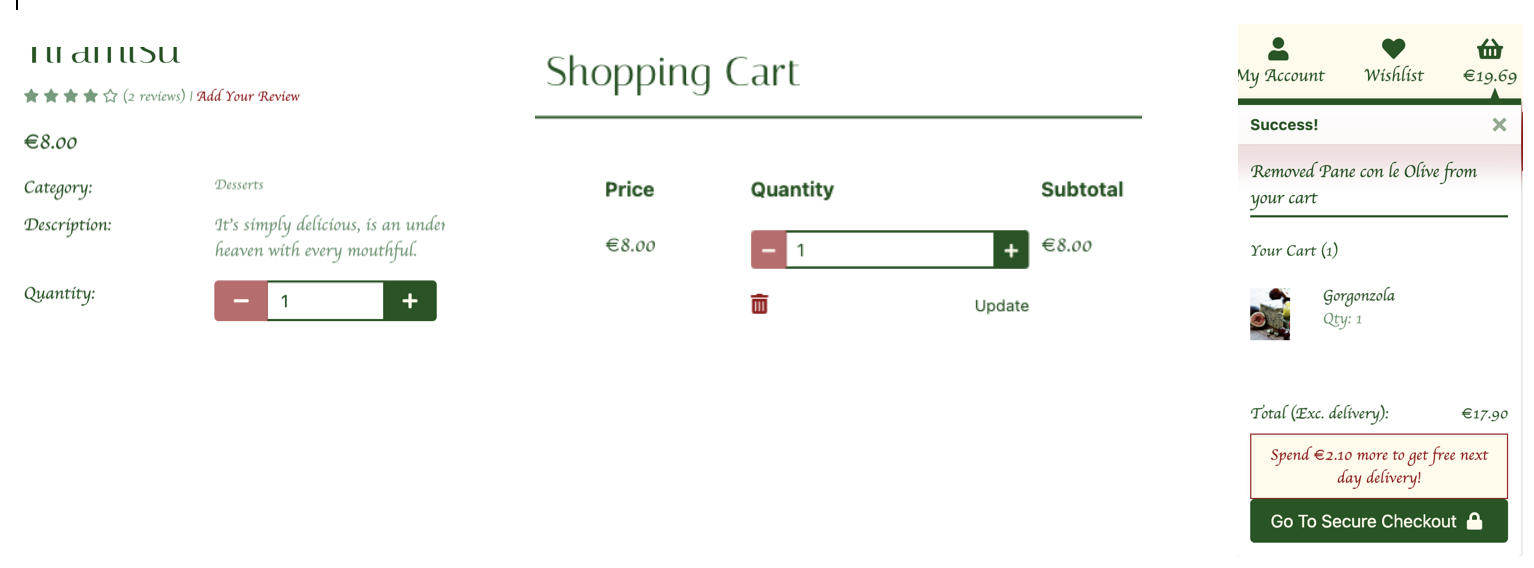 Tiramisu
(2 reviews) | Add Your Review
€8.00
Category:
Desserts
Description:
It's simply delicious, is an under
heaven with every mouthful.
Quantity:
1
Shopping Cart
Price Quantity Subtotal
€8.00 1 €8.00
Update
My Account Wishlist €19.69
Success!
Removed Pane con le Olive from
your cart
Your Cart (1)
Gorgonzola
Qty: 1
Total (Exc. delivery): €17.90
Spend €2.10 more to get free next
day delivery!
Go To Secure Checkout